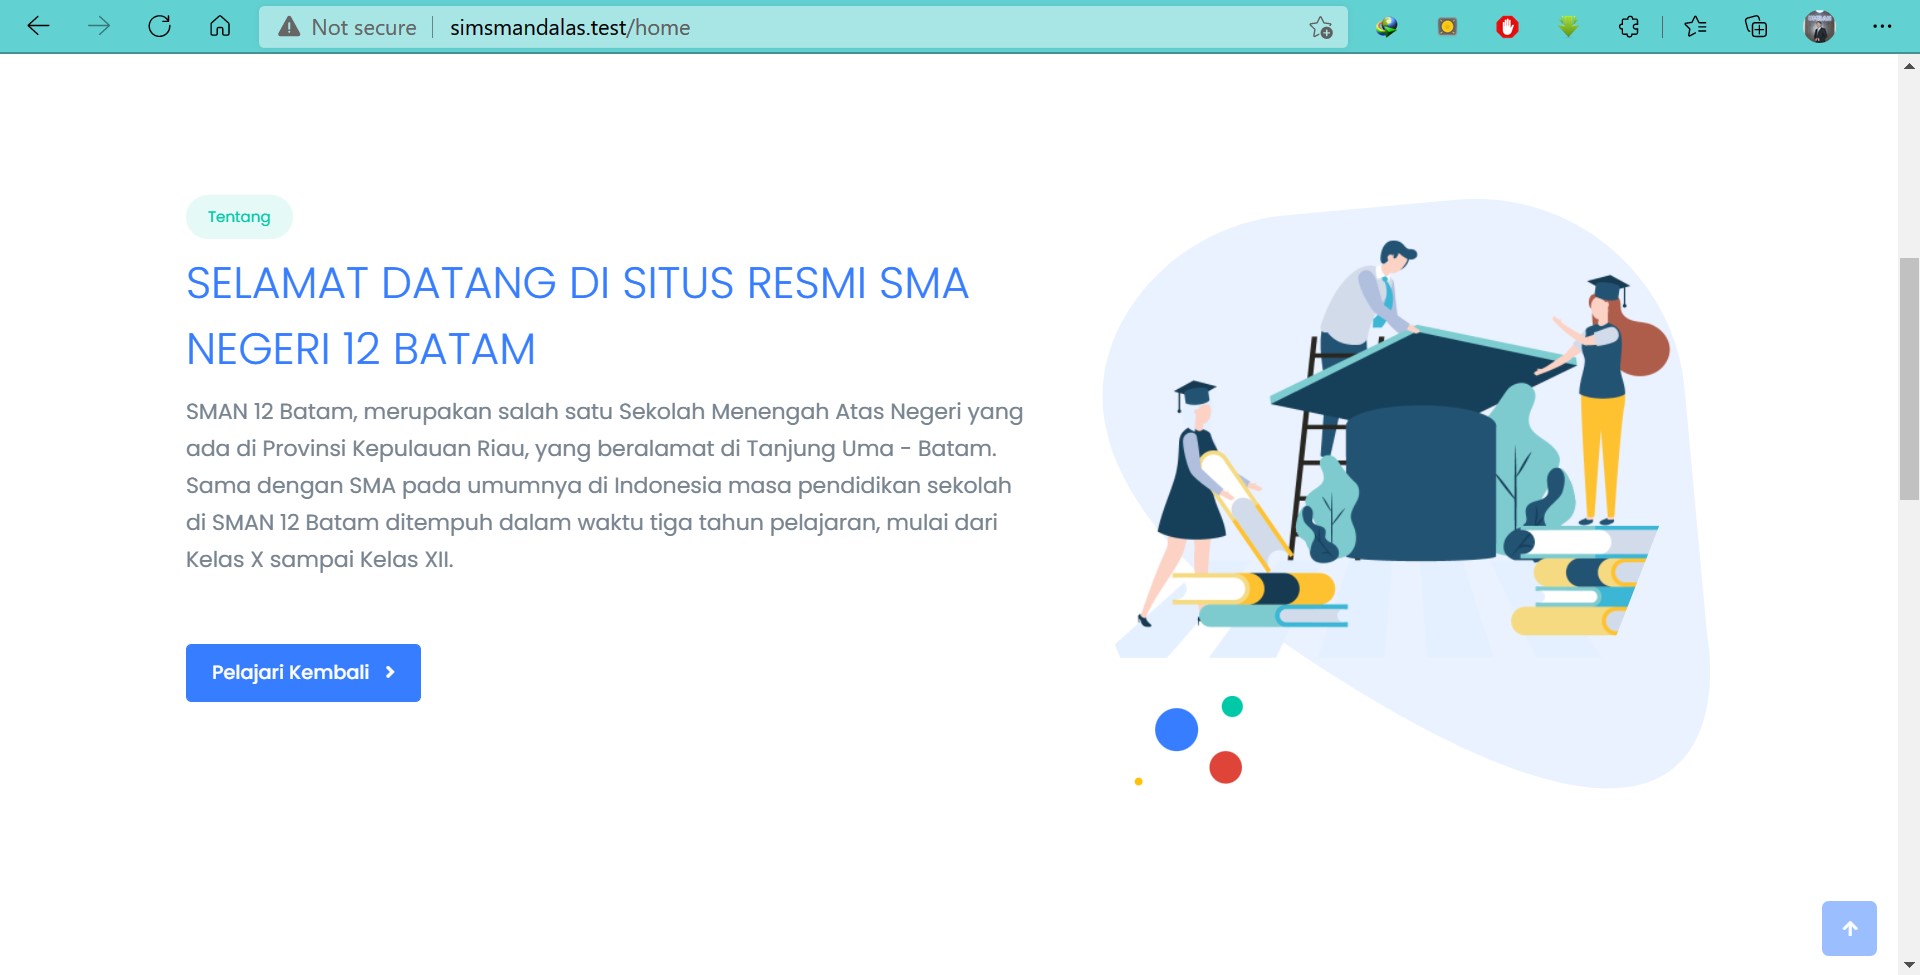 Not secure
simsmandalas.test/home
Tentang
SELAMAT DATANG DI SITUS RESMI SMA
NEGERI 12 BATAM
SMAN 12 Batam, merupakan salah satu Sekolah Menengah Atas Negeri yang
ada di Provinsi Kepulauan Riau, yang beralamat di Tanjung Uma - Batam.
Sama dengan SMA pada umumnya di Indonesia masa pendidikan sekolah
di SMAN 12 Batam ditempuh dalam waktu tiga tahun pelajaran, mulai dari
Kelas X sampai Kelas XII.
Pelajari Kembali